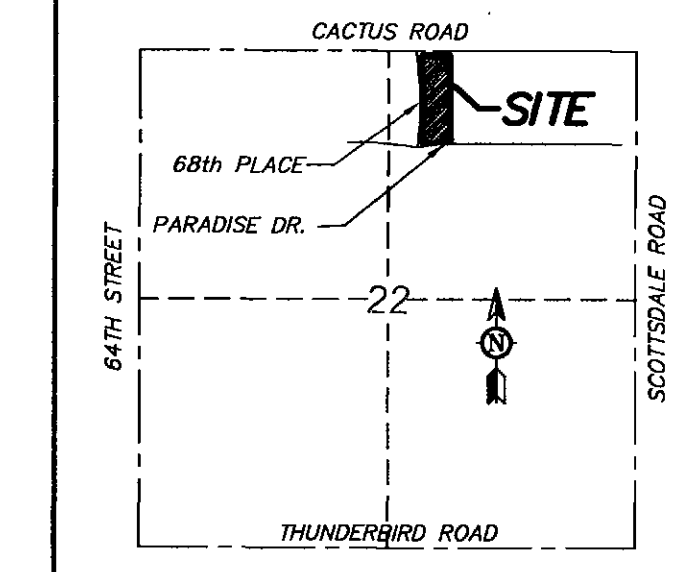 CACTUS ROAD
SITE
68th PLACE
PARADISE DR.
64TH STREET
SCOTTSDALE ROAD
22
N
THUNDERBIRD ROAD